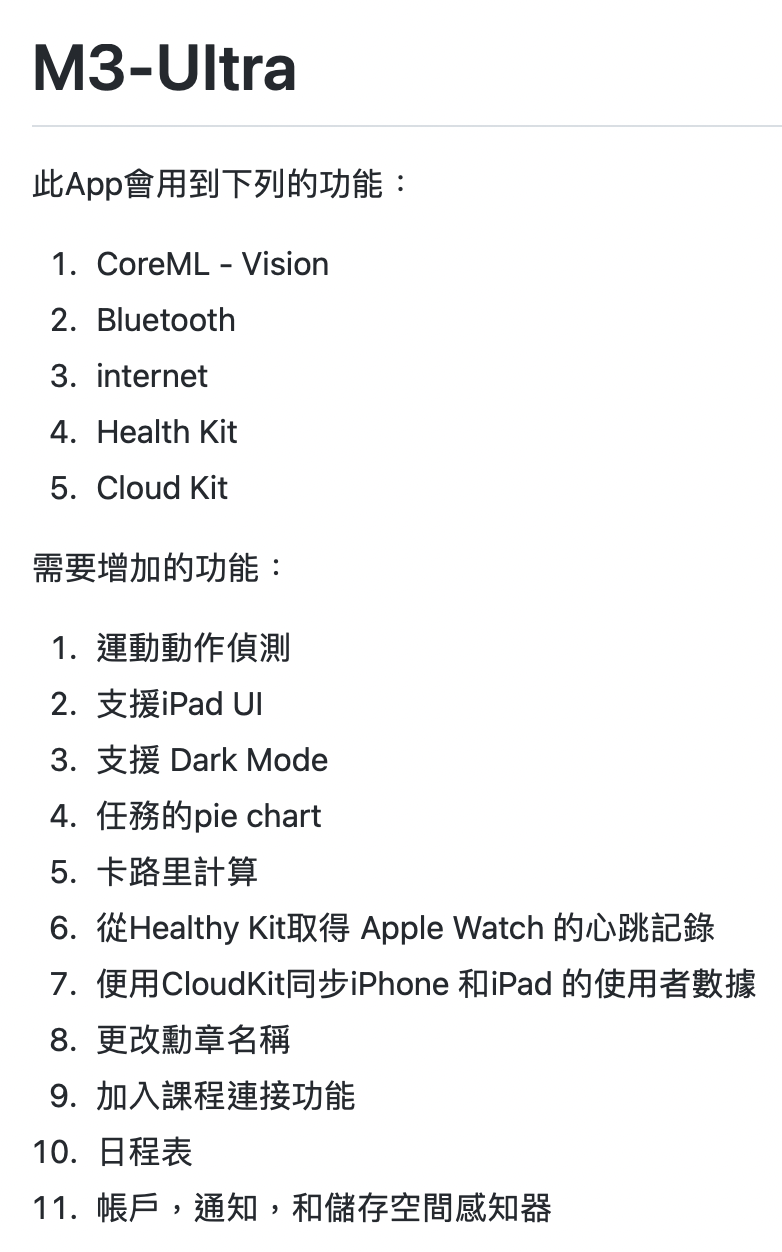 M3-Ultra
此App會用到下列的功能：
1. CoreML - Vision
2. Bluetooth
3. internet
4. Health Kit
5. Cloud Kit
需要增加的功能：
1. 運動動作偵測
2. 支援iPad UI
3. 支援 Dark Mode
4. 任務的pie chart
5. 卡路里計算
6. 從Healthy Kit取得 Apple Watch 的心跳記錄
7. 便用CloudKit同步iPhone 和iPad 的使用者數據
8. 更改勳章名稱
9. 加入課程連接功能
10. 日程表
11. 帳戶，通知，和儲存空間感知器